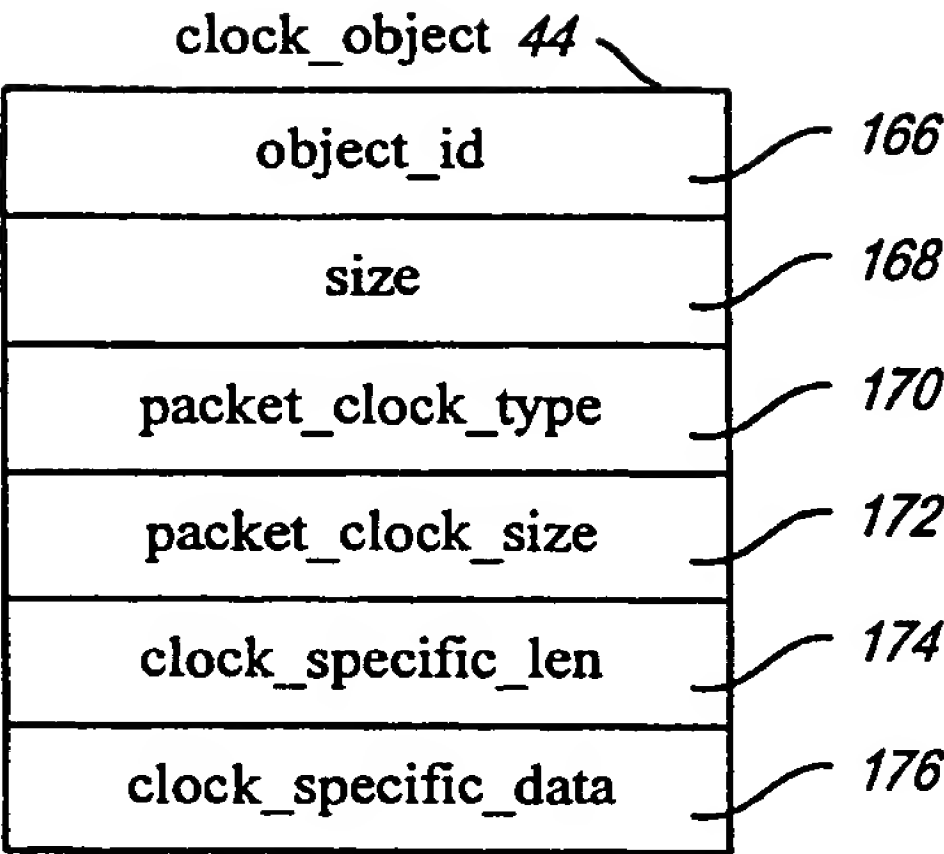 clock_object 44
object_id 166
size 168
packet_clock_type 170
packet_clock_size 172
clock_specific_len 174
clock_specific_data 176